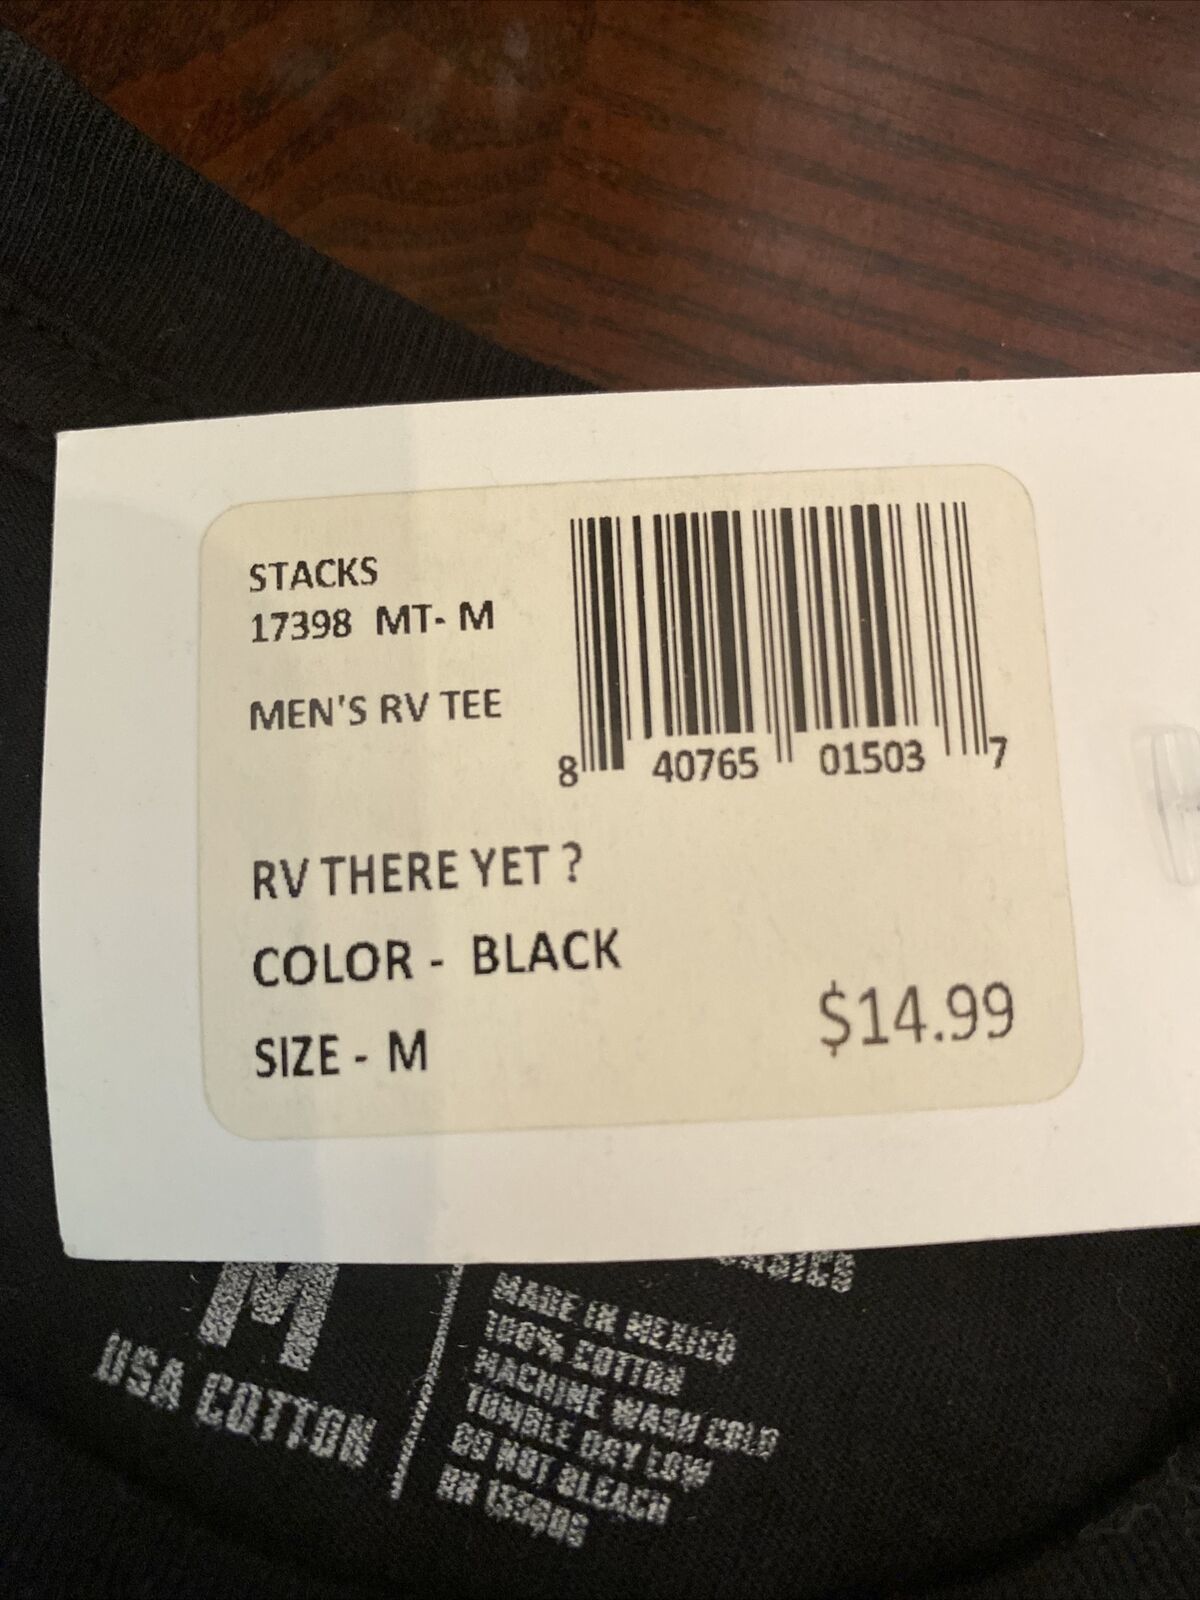 STACKS
17398 MT- M
MEN'S RV TEE
8 40765 01503 7
RV THERE YET ?
COLOR - BLACK
SIZE - M
$14.99
M
USA COTTON
MADE IN MEXICO
100% COTTON
MACHINE WASH COLD
TUMBLE DRY LOW
DO NOT BLEACH
RN